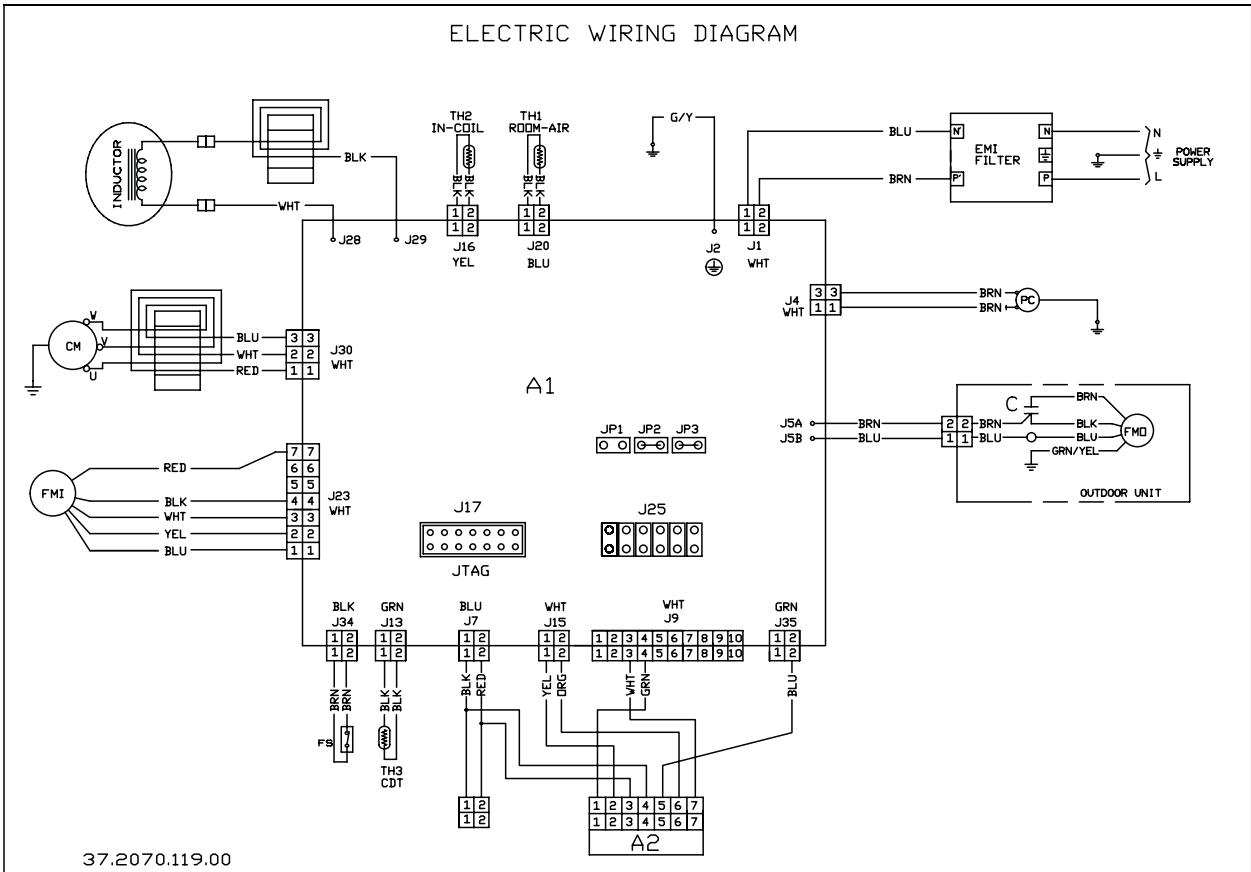 ELECTRIC WIRING DIAGRAM
INDUCTOR
BLK
WHT
J28
J29
TH2
IN-COIL
BLK
BLK
1 2
1 2
J16
YEL
TH1
ROOM-AIR
BLK
BLK
1 2
1 2
J20
BLU
G/Y
J2
1 2
1 2
J1
WHT
BLU
BRN
N'
P'
EMI
FILTER
N
P
N
L
POWER
SUPPLY
W
V
U
CM
BLU
WHT
RED
3 3
2 2
1 1
J30
WHT
A1
3 3
1 1
J4
WHT
BRN
BRN
PC
JP1
JP2
JP3
J5A
J5B
BRN
BLU
2 2
1 1
BRN
BLU
C
BRN
BLK
BLU
GRN/YEL
FMO
OUTDOOR UNIT
FMI
RED
BLK
WHT
YEL
BLU
7 7
6 6
5 5
4 4
3 3
2 2
1 1
J23
WHT
J17
JTAG
J25
BLK
J34
1 2
1 2
BRN
BRN
FS
GRN
J13
1 2
1 2
BLK
BLK
TH3
CDT
BLU
J7
1 2
1 2
BLK
RED
1 2
1 2
WHT
J15
1 2
1 2
YEL
ORG
WHT
J9
1 2 3 4 5 6 7 8 9 10
1 2 3 4 5 6 7 8 9 10
WHT
GRN
GRN
J35
1 2
1 2
BLU
1 2 3 4 5 6 7
1 2 3 4 5 6 7
A2
37.2070.119.00